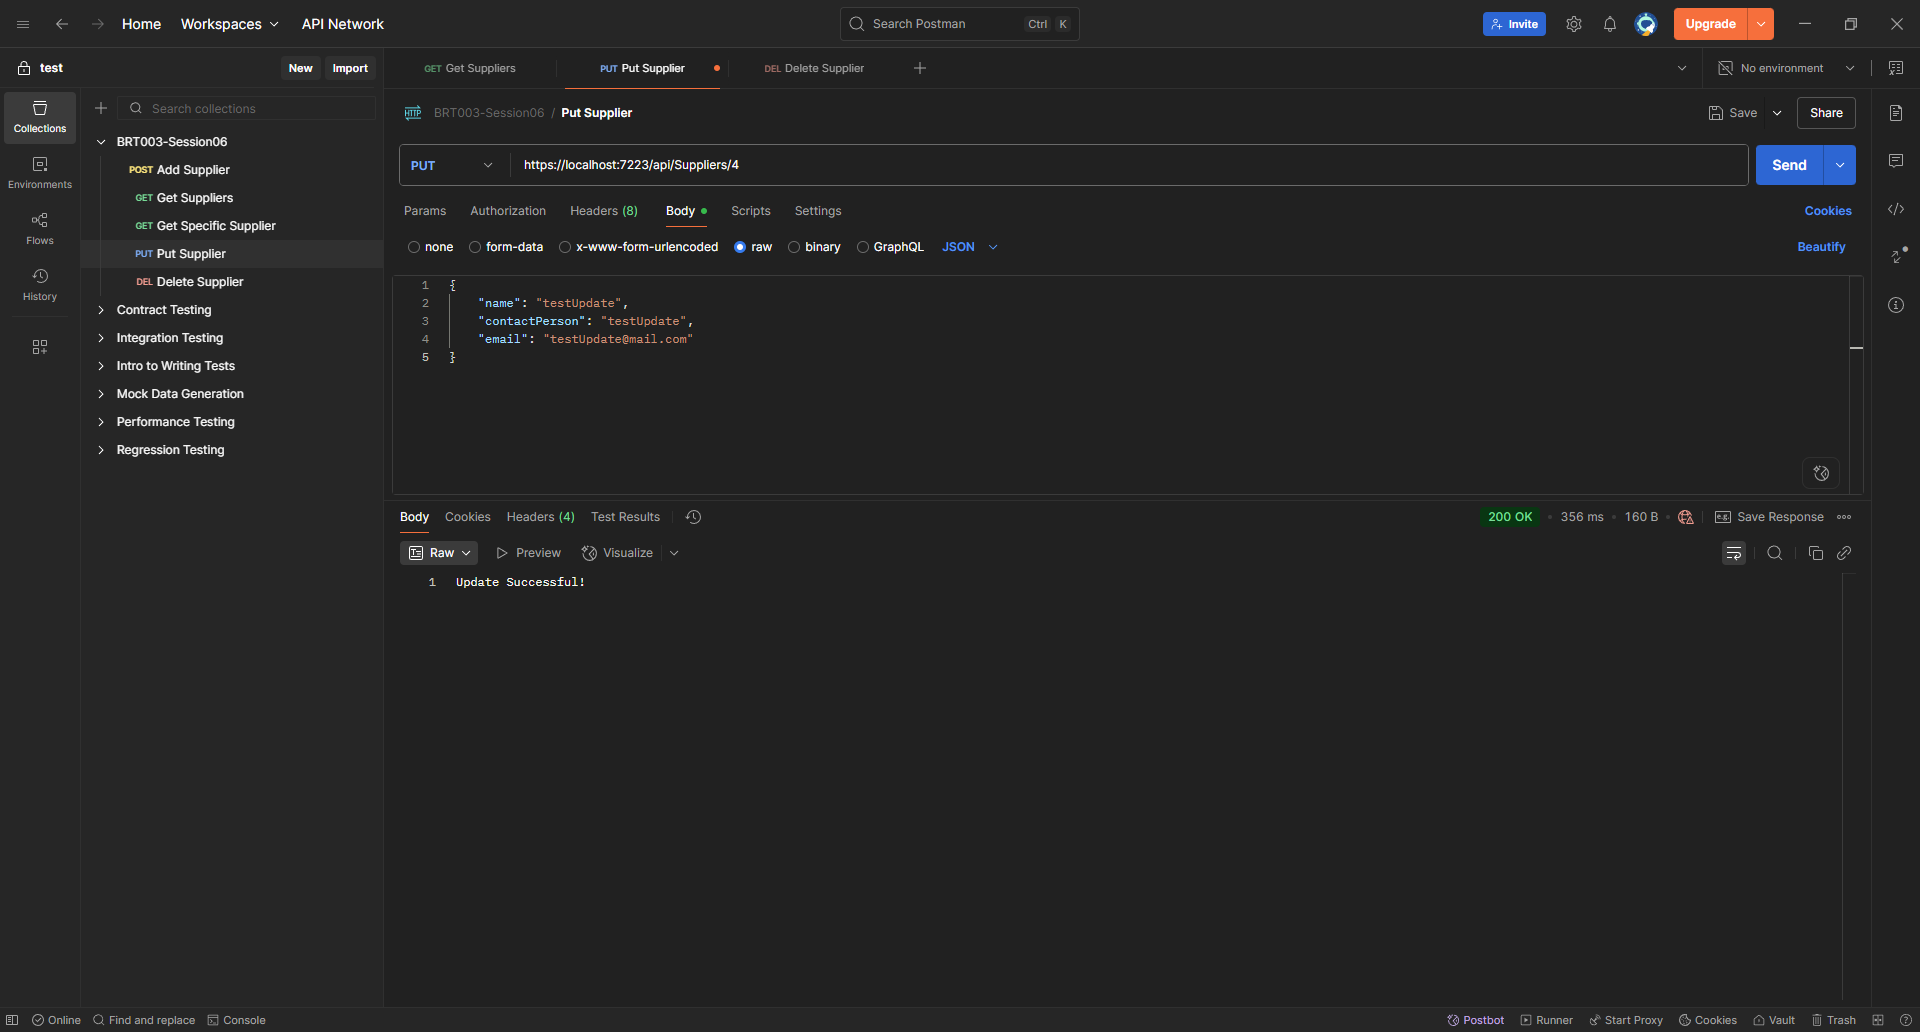 Home Workspaces API Network Search Postman Ctrl K Invite Upgrade
test New Import GET Get Suppliers PUT Put Supplier DEL Delete Supplier No environment
Collections
Environments
Flows
History
Search collections
BRT003-Session06
POST Add Supplier
GET Get Suppliers
GET Get Specific Supplier
PUT Put Supplier
DEL Delete Supplier
Contract Testing
Integration Testing
Intro to Writing Tests
Mock Data Generation
Performance Testing
Regression Testing
HTTP BRT003-Session06 / Put Supplier Save Share
PUT https://localhost:7223/api/Suppliers/4 Send
Params Authorization Headers (8) Body Scripts Settings Cookies
none form-data x-www-form-urlencoded raw binary GraphQL JSON Beautify
1 {
2 "name": "testUpdate",
3 "contactPerson": "testUpdate",
4 "email": "testUpdate@mail.com"
5 }
Body Cookies Headers (4) Test Results 200 OK 356 ms 160 B e.g. Save Response
Raw Preview Visualize
1 Update Successful!
Online Find and replace Console Postbot Runner Start Proxy Cookies Vault Trash